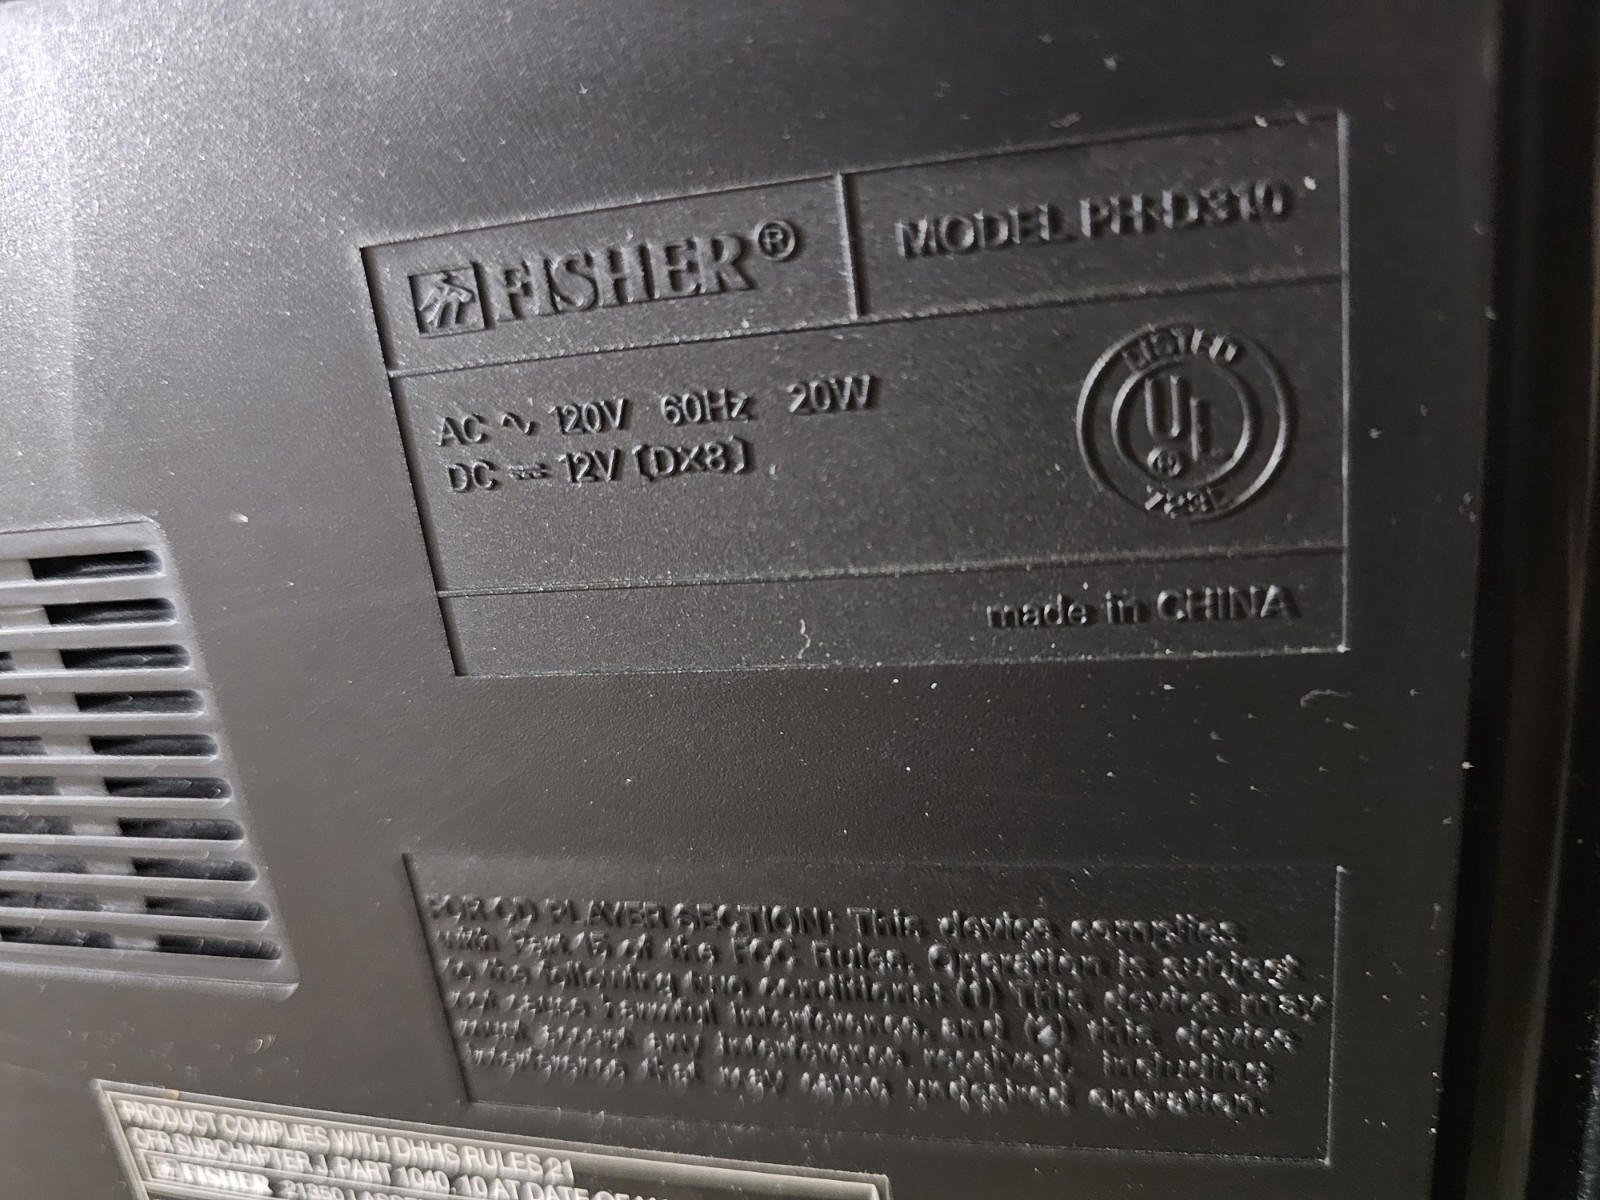 FISHER®
MODEL PH-D310
AC ∿ 120V 60Hz 20W
DC ⎓ 12V (DX8)
LISTED
UL
®
723L
made in CHINA
FOR CD PLAYER SECTION: This device complies
with Part 15 of the FCC Rules. Operation is subject
to the following two conditions: (1) This device may
not cause harmful interference, and (2) this device
must accept any interference received, including
interference that may cause undesired operation.
PRODUCT COMPLIES WITH DHHS RULES 21
CFR SUBCHAPTER J, PART 1040.10 AT DATE OF
FISHER 21350